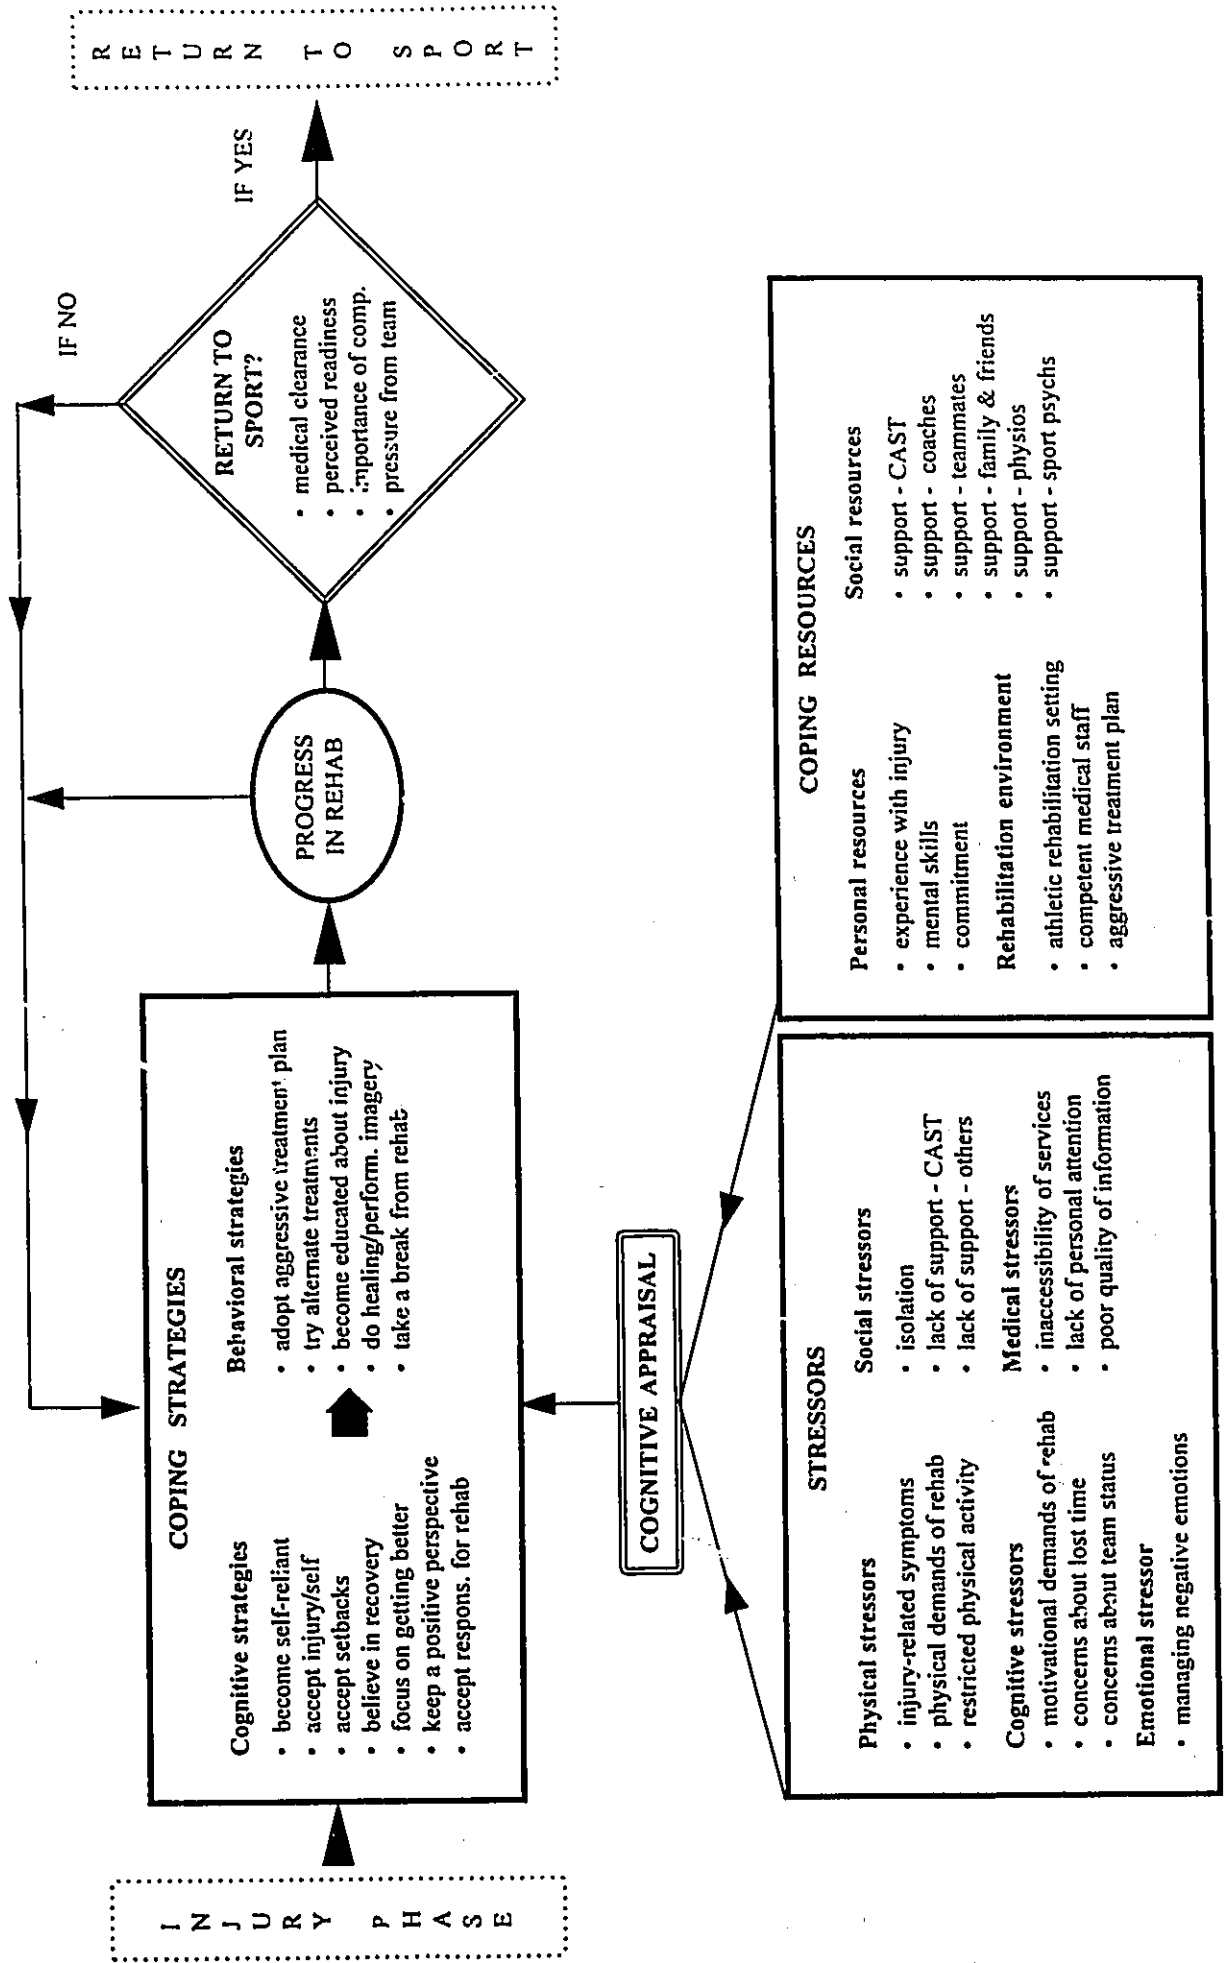 INJURY PHASE
COPING STRATEGIES
Cognitive strategies
• become self-reliant
• accept injury/self
• accept setbacks
• believe in recovery
• focus on getting better
• keep a positive perspective
• accept respons. for rehab
Behavioral strategies
• adopt aggressive treatment plan
• try alternate treatments
• become educated about injury
• do healing/perform. imagery
• take a break from rehab
PROGRESS
IN REHAB
RETURN TO
SPORT?
• medical clearance
• perceived readiness
• importance of comp.
• pressure from team
IF NO
IF YES
RETURN TO SPORT
COGNITIVE APPRAISAL
STRESSORS
Physical stressors
• injury-related symptoms
• physical demands of rehab
• restricted physical activity
Cognitive stressors
• motivational demands of rehab
• concerns about lost time
• concerns about team status
Emotional stressor
• managing negative emotions
Social stressors
• isolation
• lack of support - CAST
• lack of support - others
Medical stressors
• inaccessibility of services
• lack of personal attention
• poor quality of information
COPING RESOURCES
Personal resources
• experience with injury
• mental skills
• commitment
Rehabilitation environment
• athletic rehabilitation setting
• competent medical staff
• aggressive treatment plan
Social resources
• support - CAST
• support - coaches
• support - teammates
• support - family & friends
• support - physios
• support - sport psychs